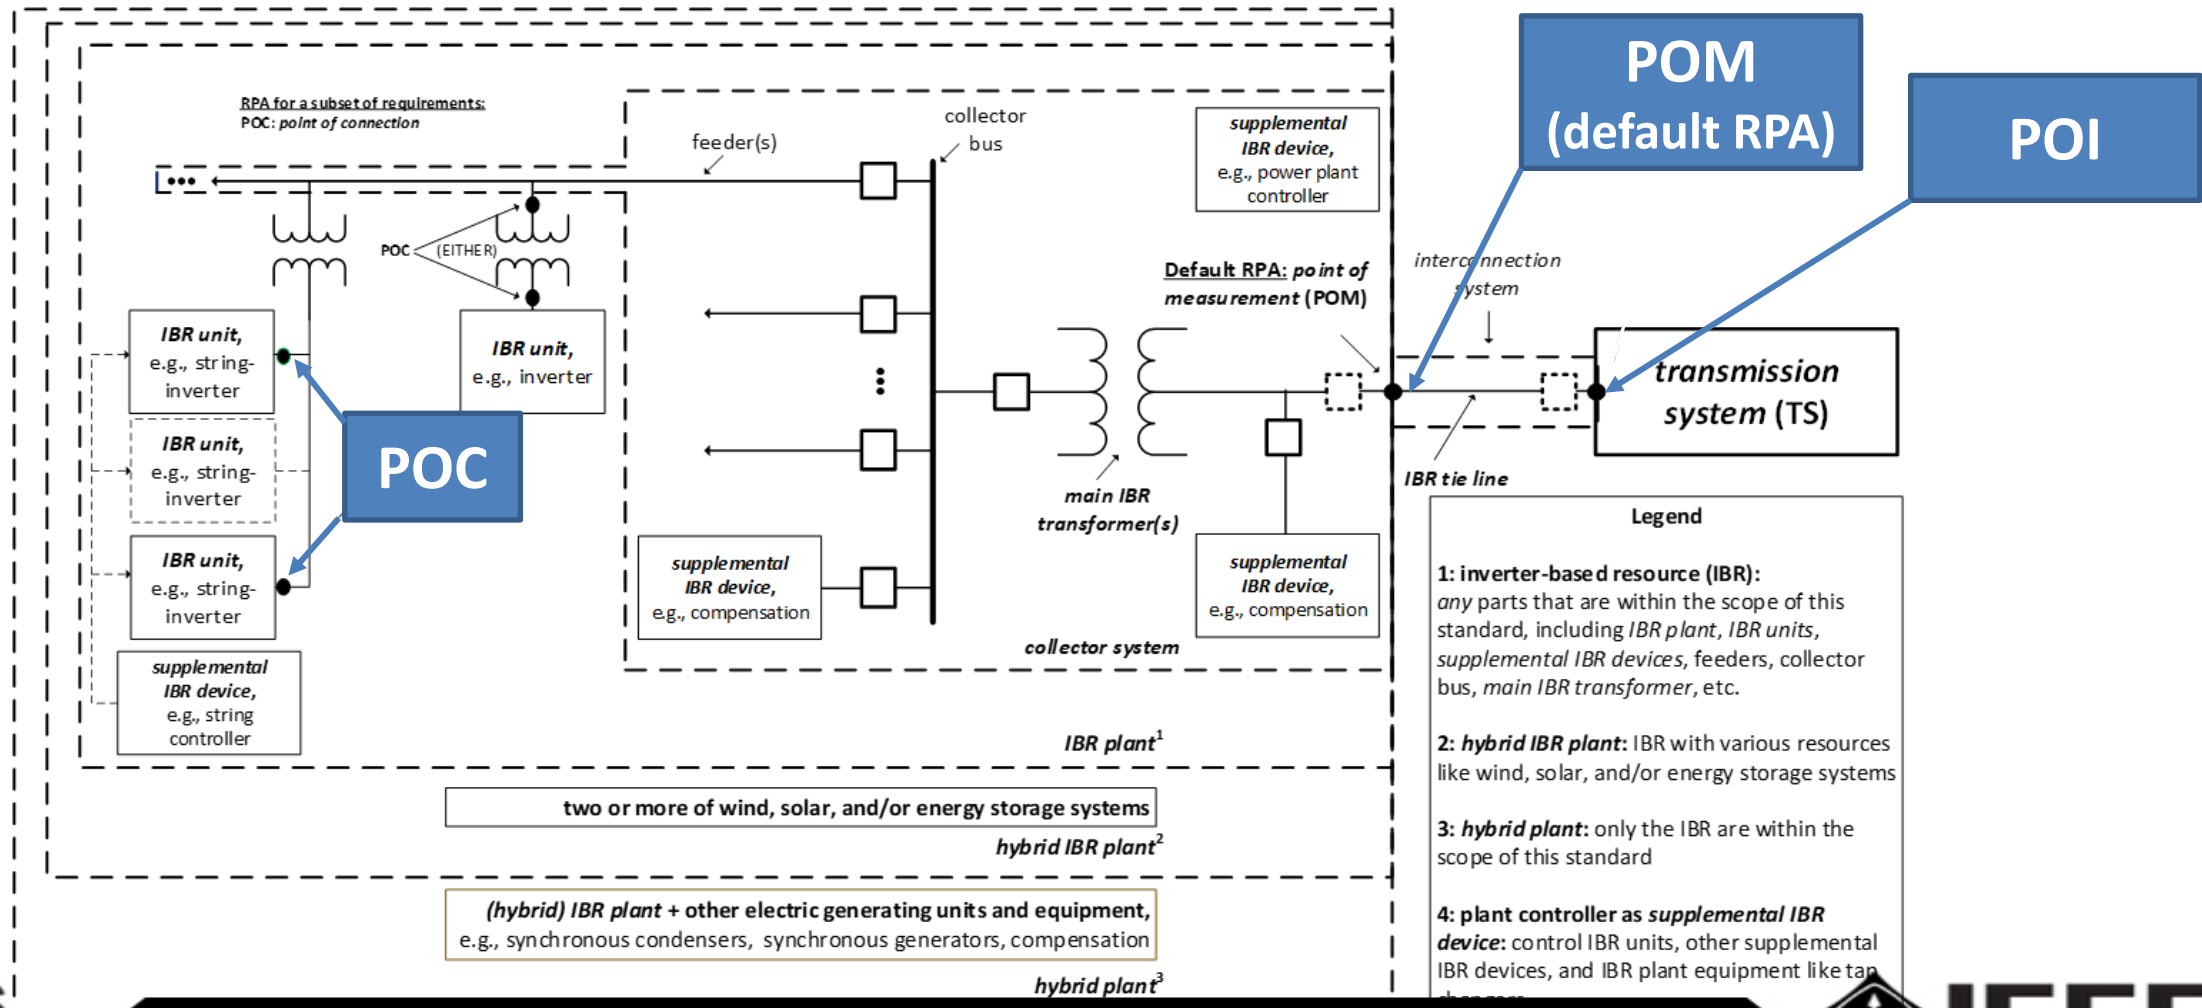 RPA for a subset of requirements:
POC: point of connection
feeder(s)
collector
bus
supplemental
IBR device,
e.g., power plant
controller
POM
(default RPA)
POI
•••
POC
(EITHER)
Default RPA: point of
measurement (POM)
interconnection
system
IBR unit,
e.g., string-
inverter
IBR unit,
e.g., inverter
IBR unit,
e.g., string-
inverter
IBR unit,
e.g., string-
inverter
POC
supplemental
IBR device,
e.g., string
controller
main IBR
transformer(s)
transmission
system (TS)
IBR tie line
supplemental
IBR device,
e.g., compensation
supplemental
IBR device,
e.g., compensation
collector system
IBR plant1
two or more of wind, solar, and/or energy storage systems
hybrid IBR plant2
(hybrid) IBR plant + other electric generating units and equipment,
e.g., synchronous condensers, synchronous generators, compensation
hybrid plant3
Legend
1: inverter-based resource (IBR):
any parts that are within the scope of this
standard, including IBR plant, IBR units,
supplemental IBR devices, feeders, collector
bus, main IBR transformer, etc.
2: hybrid IBR plant: IBR with various resources
like wind, solar, and/or energy storage systems
3: hybrid plant: only the IBR are within the
scope of this standard
4: plant controller as supplemental IBR
device: control IBR units, other supplemental
IBR devices, and IBR plant equipment like tap